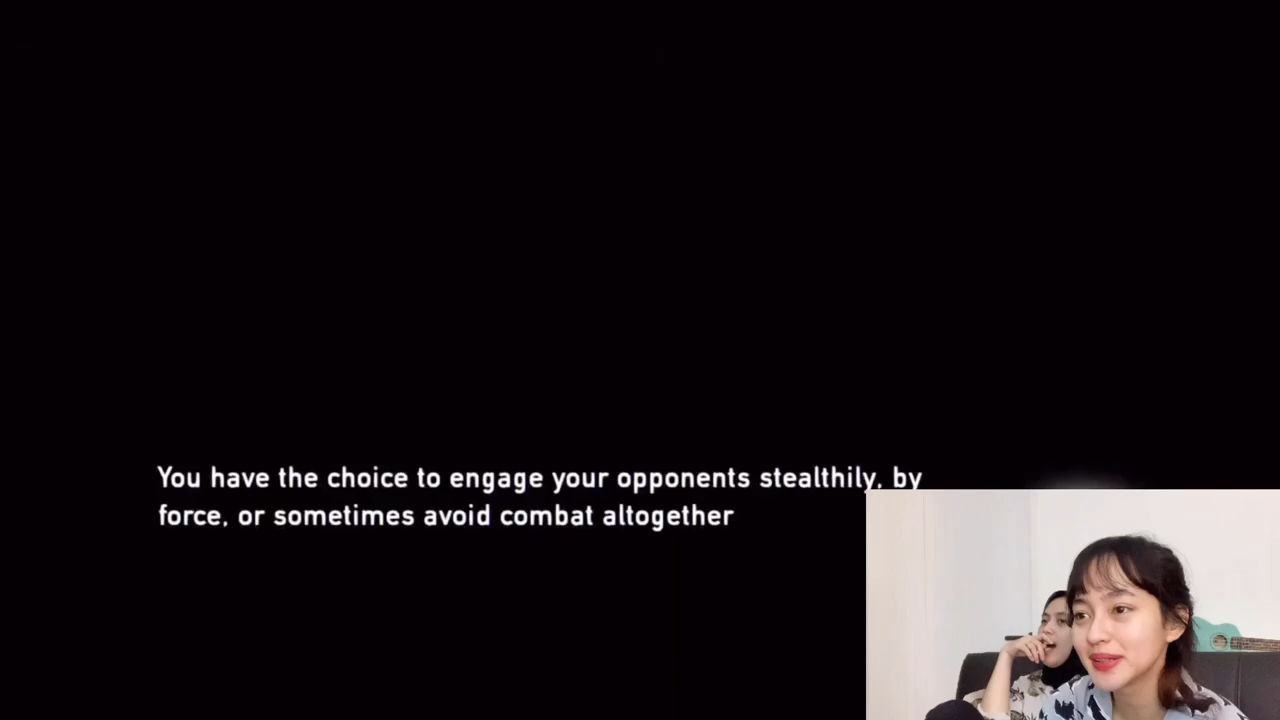 You have the choice to engage your opponents stealthily, by
force, or sometimes avoid combat altogether